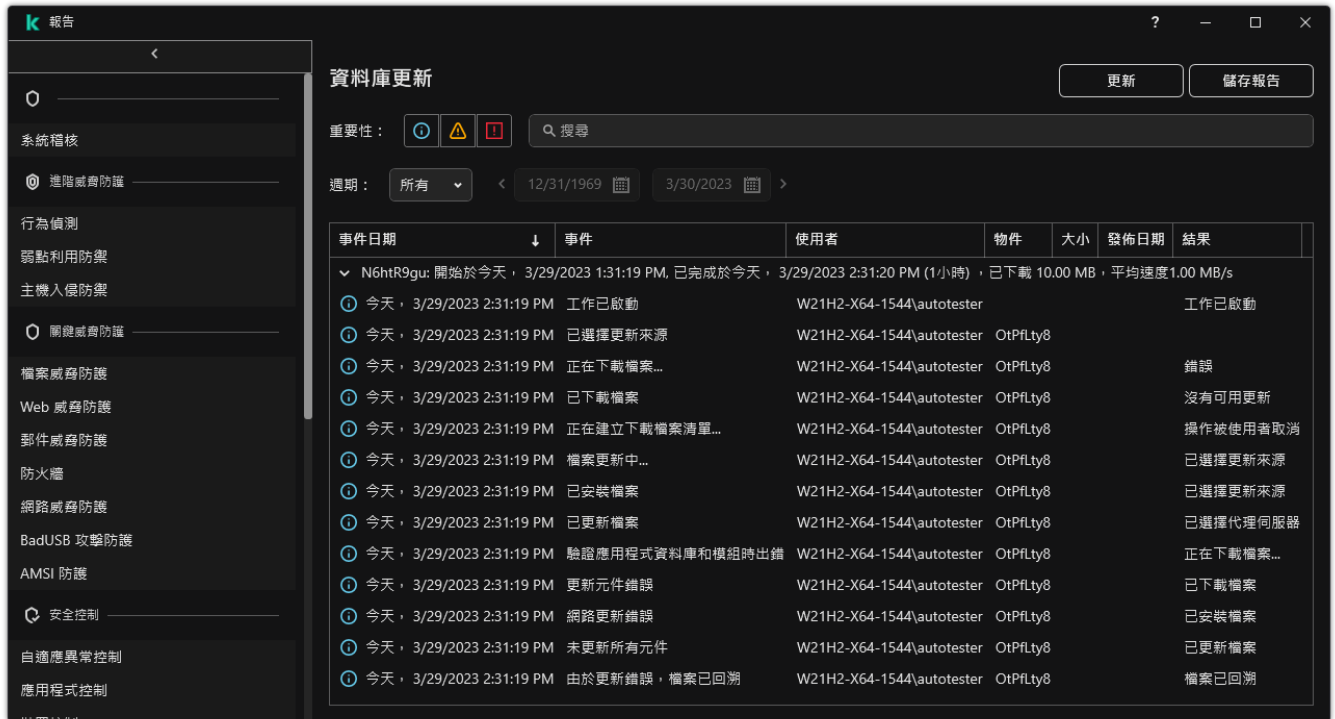 報告
?
資料庫更新
更新
儲存報告
系統稽核
重要性：
搜尋
進階威脅防護
週期：
所有
12/31/1969
3/30/2023
行為偵測
弱點利用防禦
主機入侵防禦
關鍵威脅防護
檔案威脅防護
Web 威脅防護
郵件威脅防護
防火牆
網路威脅防護
BadUSB 攻擊防護
AMSI 防護
安全控制
自適應異常控制
應用程式控制
事件日期 ↓ 事件 使用者 物件 大小 發佈日期 結果
N6htR9gu: 開始於今天， 3/29/2023 1:31:19 PM, 已完成於今天， 3/29/2023 2:31:20 PM (1小時) ，已下載 10.00 MB，平均速度1.00 MB/s
今天， 3/29/2023 2:31:19 PM 工作已啟動 W21H2-X64-1544\autotester 工作已啟動
今天， 3/29/2023 2:31:19 PM 已選擇更新來源 W21H2-X64-1544\autotester OtPfLty8
今天， 3/29/2023 2:31:19 PM 正在下載檔案... W21H2-X64-1544\autotester OtPfLty8 錯誤
今天， 3/29/2023 2:31:19 PM 已下載檔案 W21H2-X64-1544\autotester OtPfLty8 沒有可用更新
今天， 3/29/2023 2:31:19 PM 正在建立下載檔案清單... W21H2-X64-1544\autotester OtPfLty8 操作被使用者取消
今天， 3/29/2023 2:31:19 PM 檔案更新中... W21H2-X64-1544\autotester OtPfLty8 已選擇更新來源
今天， 3/29/2023 2:31:19 PM 已安裝檔案 W21H2-X64-1544\autotester OtPfLty8 已選擇更新來源
今天， 3/29/2023 2:31:19 PM 已更新檔案 W21H2-X64-1544\autotester OtPfLty8 已選擇代理伺服器
今天， 3/29/2023 2:31:19 PM 驗證應用程式資料庫和模組時出錯 W21H2-X64-1544\autotester OtPfLty8 正在下載檔案...
今天， 3/29/2023 2:31:19 PM 更新元件錯誤 W21H2-X64-1544\autotester OtPfLty8 已下載檔案
今天， 3/29/2023 2:31:19 PM 網路更新錯誤 W21H2-X64-1544\autotester OtPfLty8 已安裝檔案
今天， 3/29/2023 2:31:19 PM 未更新所有元件 W21H2-X64-1544\autotester OtPfLty8 已更新檔案
今天， 3/29/2023 2:31:19 PM 由於更新錯誤，檔案已回溯 W21H2-X64-1544\autotester OtPfLty8 檔案已回溯